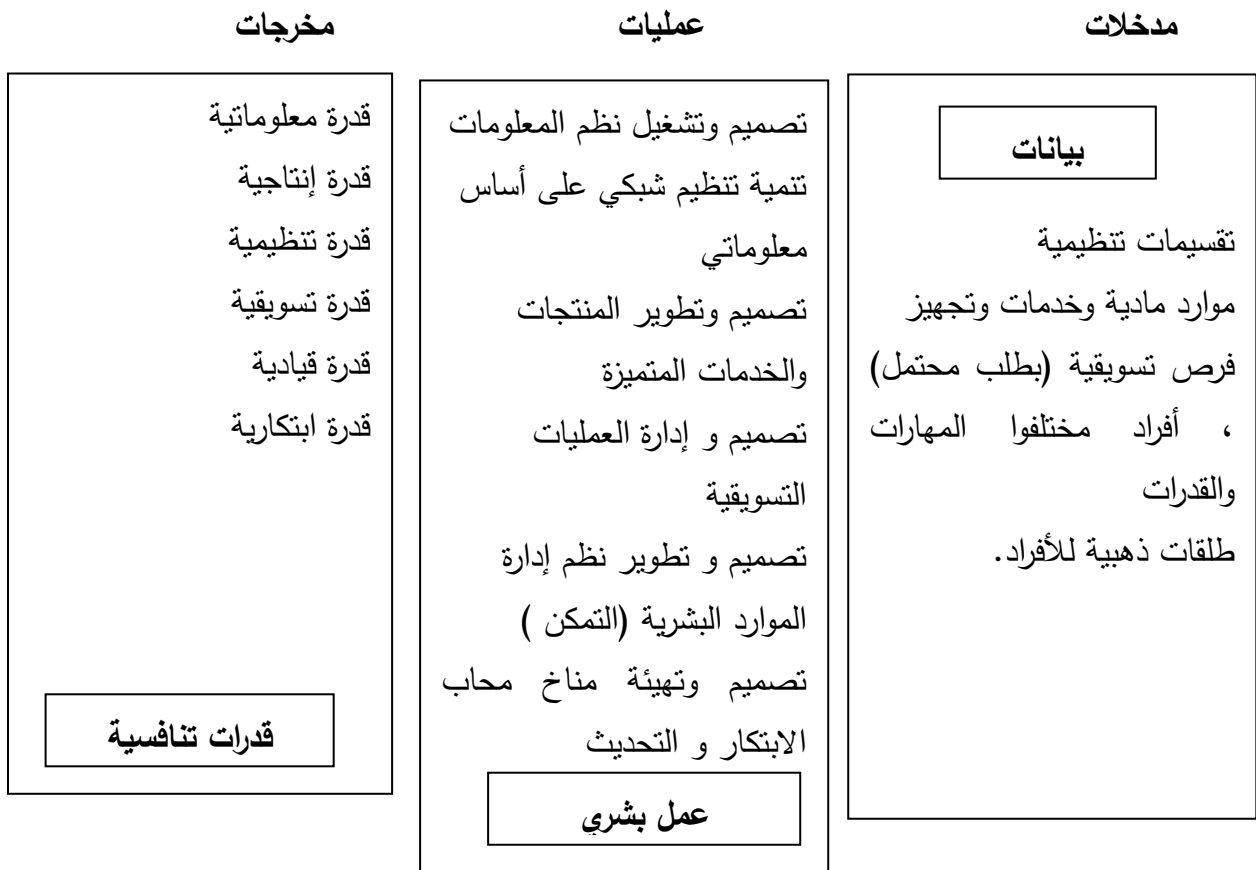 مدخلات
بيانات
تقسيمات تنظيمية
موارد مادية وخدمات وتجهيز
فرص تسويقية (بطلب محتمل)
، أفراد مختلفوا المهارات
والقدرات
طلقات ذهبية للأفراد.
عمليات
تصميم وتشغيل نظم المعلومات
تنمية تنظيم شبكي على أساس
معلوماتي
تصميم وتطوير المنتجات
والخدمات المتميزة
تصميم و إدارة العمليات
التسويقية
تصميم و تطوير نظم إدارة
الموارد البشرية (التمكن )
تصميم وتهيئة مناخ محاب
الابتكار و التحديث
عمل بشري
مخرجات
قدرة معلوماتية
قدرة إنتاجية
قدرة تنظيمية
قدرة تسويقية
قدرة قيادية
قدرة ابتكارية
قدرات تنافسية